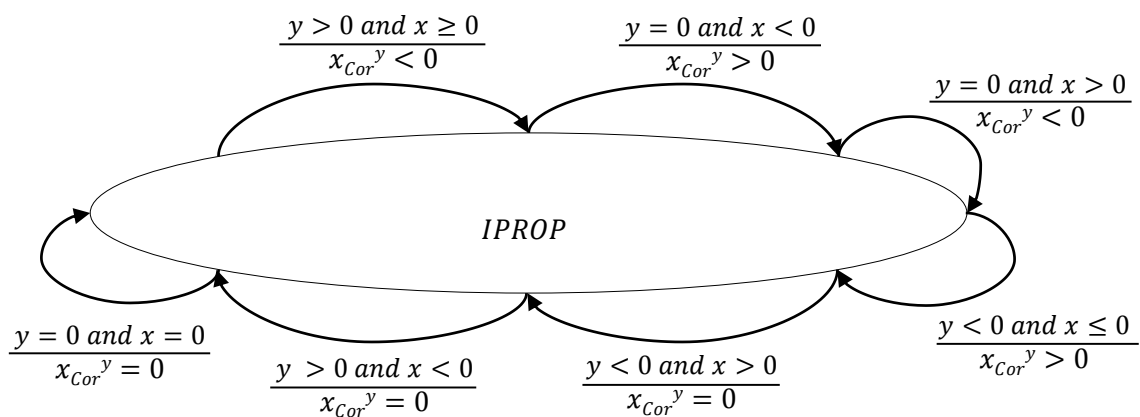 y > 0 and x ≥ 0
x_Cor^y < 0
y = 0 and x < 0
x_Cor^y > 0
y = 0 and x > 0
x_Cor^y < 0
IPROP
y = 0 and x = 0
x_Cor^y = 0
y > 0 and x < 0
x_Cor^y = 0
y < 0 and x > 0
x_Cor^y = 0
y < 0 and x ≤ 0
x_Cor^y > 0